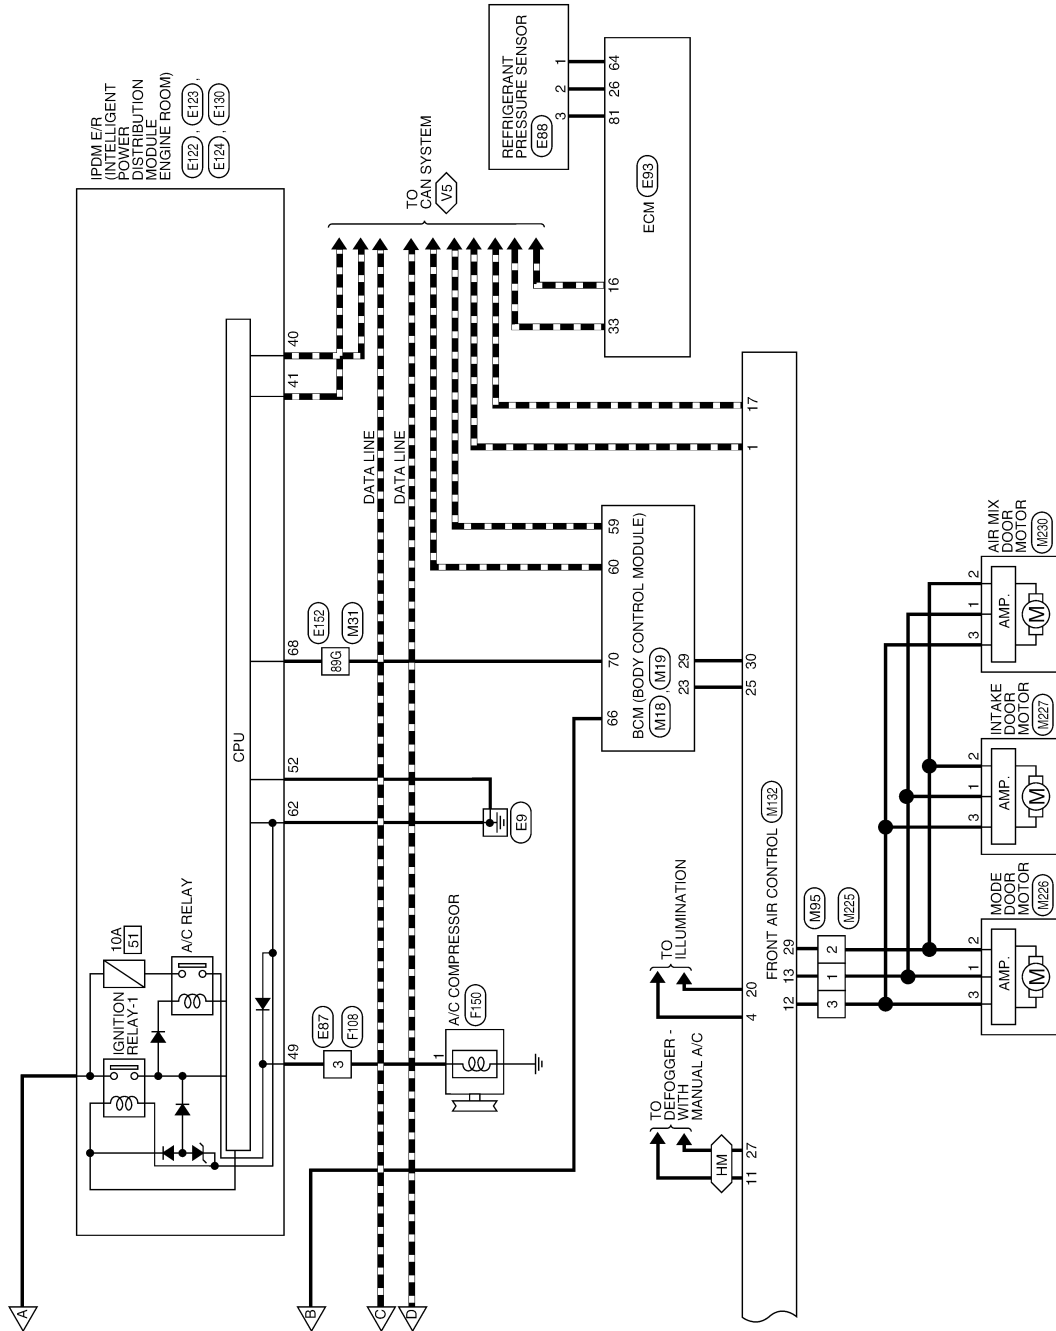 IPDM E/R
(INTELLIGENT
POWER
DISTRIBUTION
MODULE
ENGINE ROOM)
E122 , E123 ,
E124 , E130
A
IGNITION
RELAY-1
10A
51
A/C RELAY
CPU
49
62
52
68
41
40
E87
F108
3
E152
M31
89G
A/C COMPRESSOR
F150
1
E9
B
C
D
DATA LINE
DATA LINE
TO
CAN SYSTEM
V5
REFRIGERANT
PRESSURE SENSOR
E88
3
2
1
81
26
64
ECM
E93
33
16
66
70
60
59
BCM (BODY CONTROL MODULE)
M18 , M19
23
29
25
30
1
17
TO
DEFOGGER -
WITH
MANUAL A/C
HM
11
27
TO
ILLUMINATION
4
20
FRONT AIR CONTROL
M132
12
13
29
3
1
2
M95
M225
3
1
2
AMP.
M
MODE
DOOR
MOTOR
M226
3
1
2
AMP.
M
INTAKE
DOOR
MOTOR
M227
3
1
2
AMP.
M
AIR MIX
DOOR
MOTOR
M230